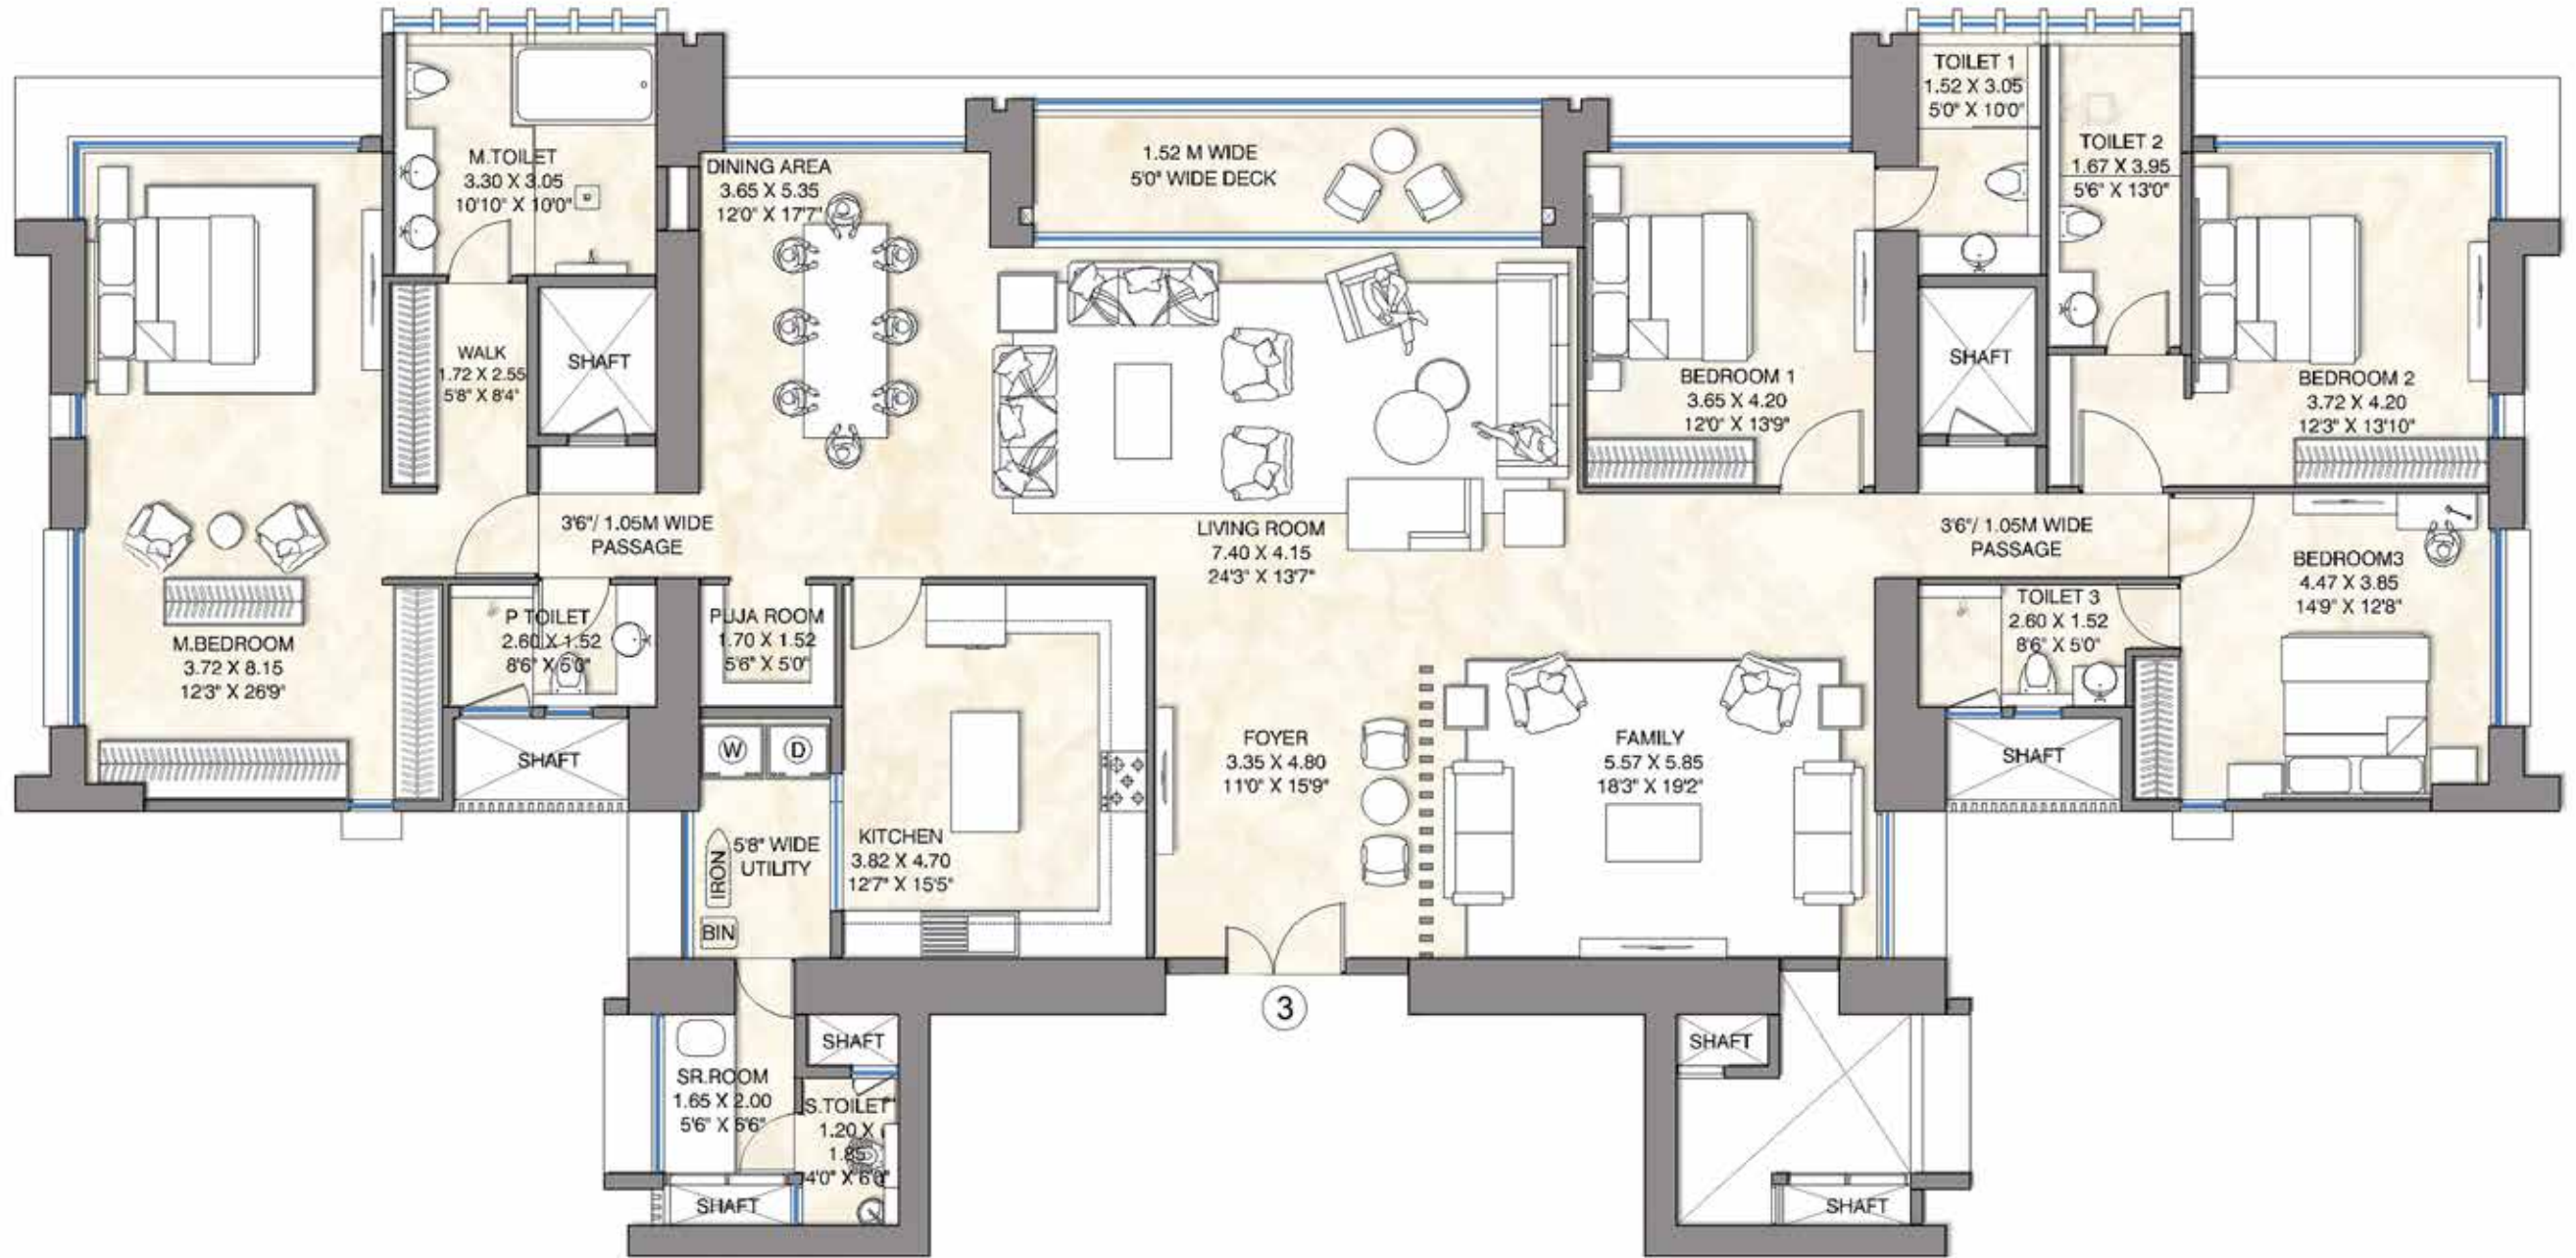 TOILET 1
1.52 X 3.05
5'0" X 10'0"
TOILET 2
1.67 X 3.95
5'6" X 13'0"
M.TOILET
3.30 X 3.05
10'10" X 10'0"
DINING AREA
3.65 X 5.35
12'0" X 17'7"
1.52 M WIDE
5'0" WIDE DECK
WALK
1.72 X 2.55
5'8" X 8'4"
SHAFT
SHAFT
BEDROOM 1
3.65 X 4.20
12'0" X 13'9"
BEDROOM 2
3.72 X 4.20
12'3" X 13'10"
3'6"/ 1.05M WIDE
PASSAGE
LIVING ROOM
7.40 X 4.15
24'3" X 13'7"
3'6"/ 1.05M WIDE
PASSAGE
BEDROOM3
4.47 X 3.85
14'9" X 12'8"
M.BEDROOM
3.72 X 8.15
12'3" X 26'9"
P TOILET
2.60 X 1.52
8'6" X 5'0"
PUJA ROOM
1.70 X 1.52
5'6" X 5'0"
TOILET 3
2.60 X 1.52
8'6" X 5'0"
SHAFT
W
D
FOYER
3.35 X 4.80
11'0" X 15'9"
FAMILY
5.57 X 5.85
18'3" X 19'2"
SHAFT
IRON
5'8" WIDE
UTILITY
BIN
KITCHEN
3.82 X 4.70
12'7" X 15'5"
3
SHAFT
SHAFT
SR.ROOM
1.65 X 2.00
5'6" X 6'6"
S.TOILET
1.20 X
1.85
4'0" X 6'0"
SHAFT
SHAFT